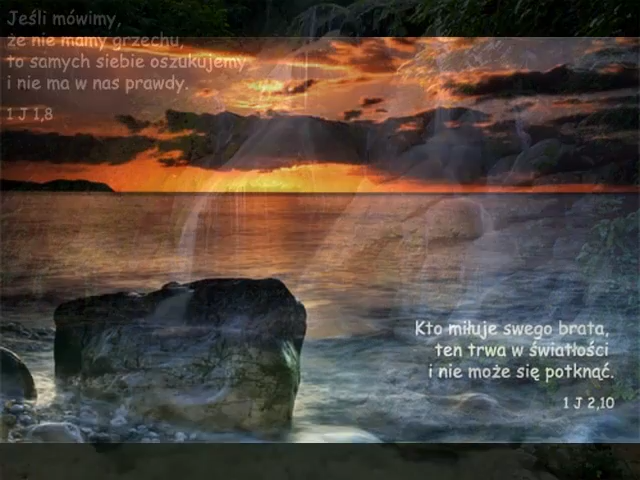 Jeśli mówimy,
że nie mamy grzechu,
to samych siebie oszukujemy
i nie ma w nas prawdy.
1 J 1,8
Kto miłuje swego brata,
ten trwa w światłości
i nie może się potknąć.
1 J 2,10